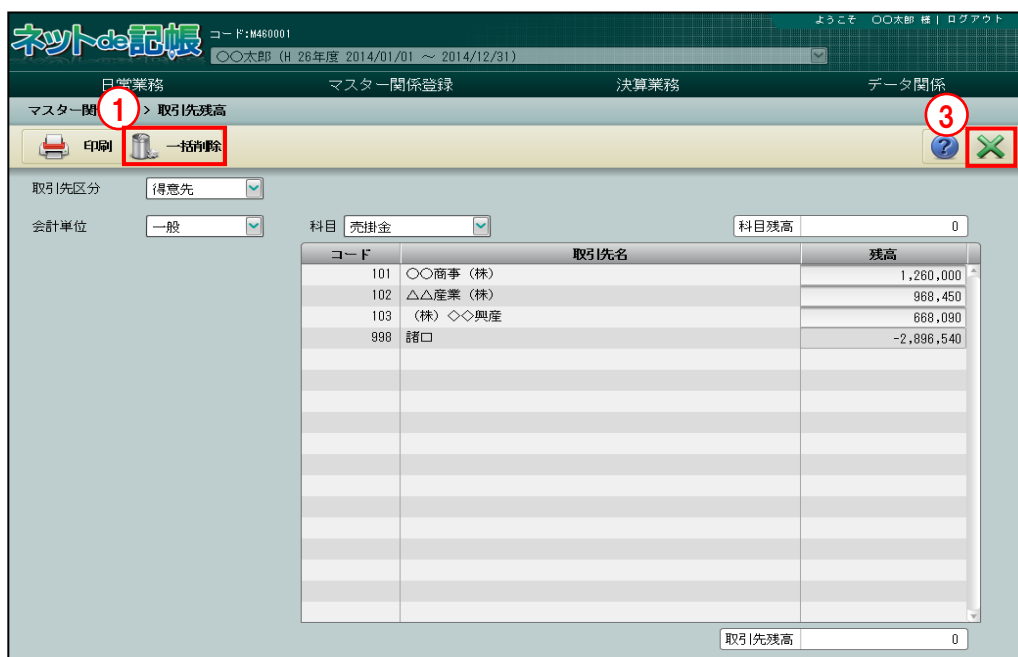 ようこそ 〇〇太郎 様 | ログアウト
ネットde記帳 コード:M460001
〇〇太郎 (H 26年度 2014/01/01 ～ 2014/12/31)
日常業務 マスター関係登録 決算業務 データ関係
マスター関 1 > 取引先残高 3
印刷 一括削除 ?
取引先区分 得意先
会計単位 一般 科目 売掛金 科目残高 0
コード 取引先名 残高
101 〇〇商事 (株) 1,260,000
102 △△産業 (株) 968,450
103 (株) ◇◇興産 668,090
998 諸口 -2,896,540
取引先残高 0